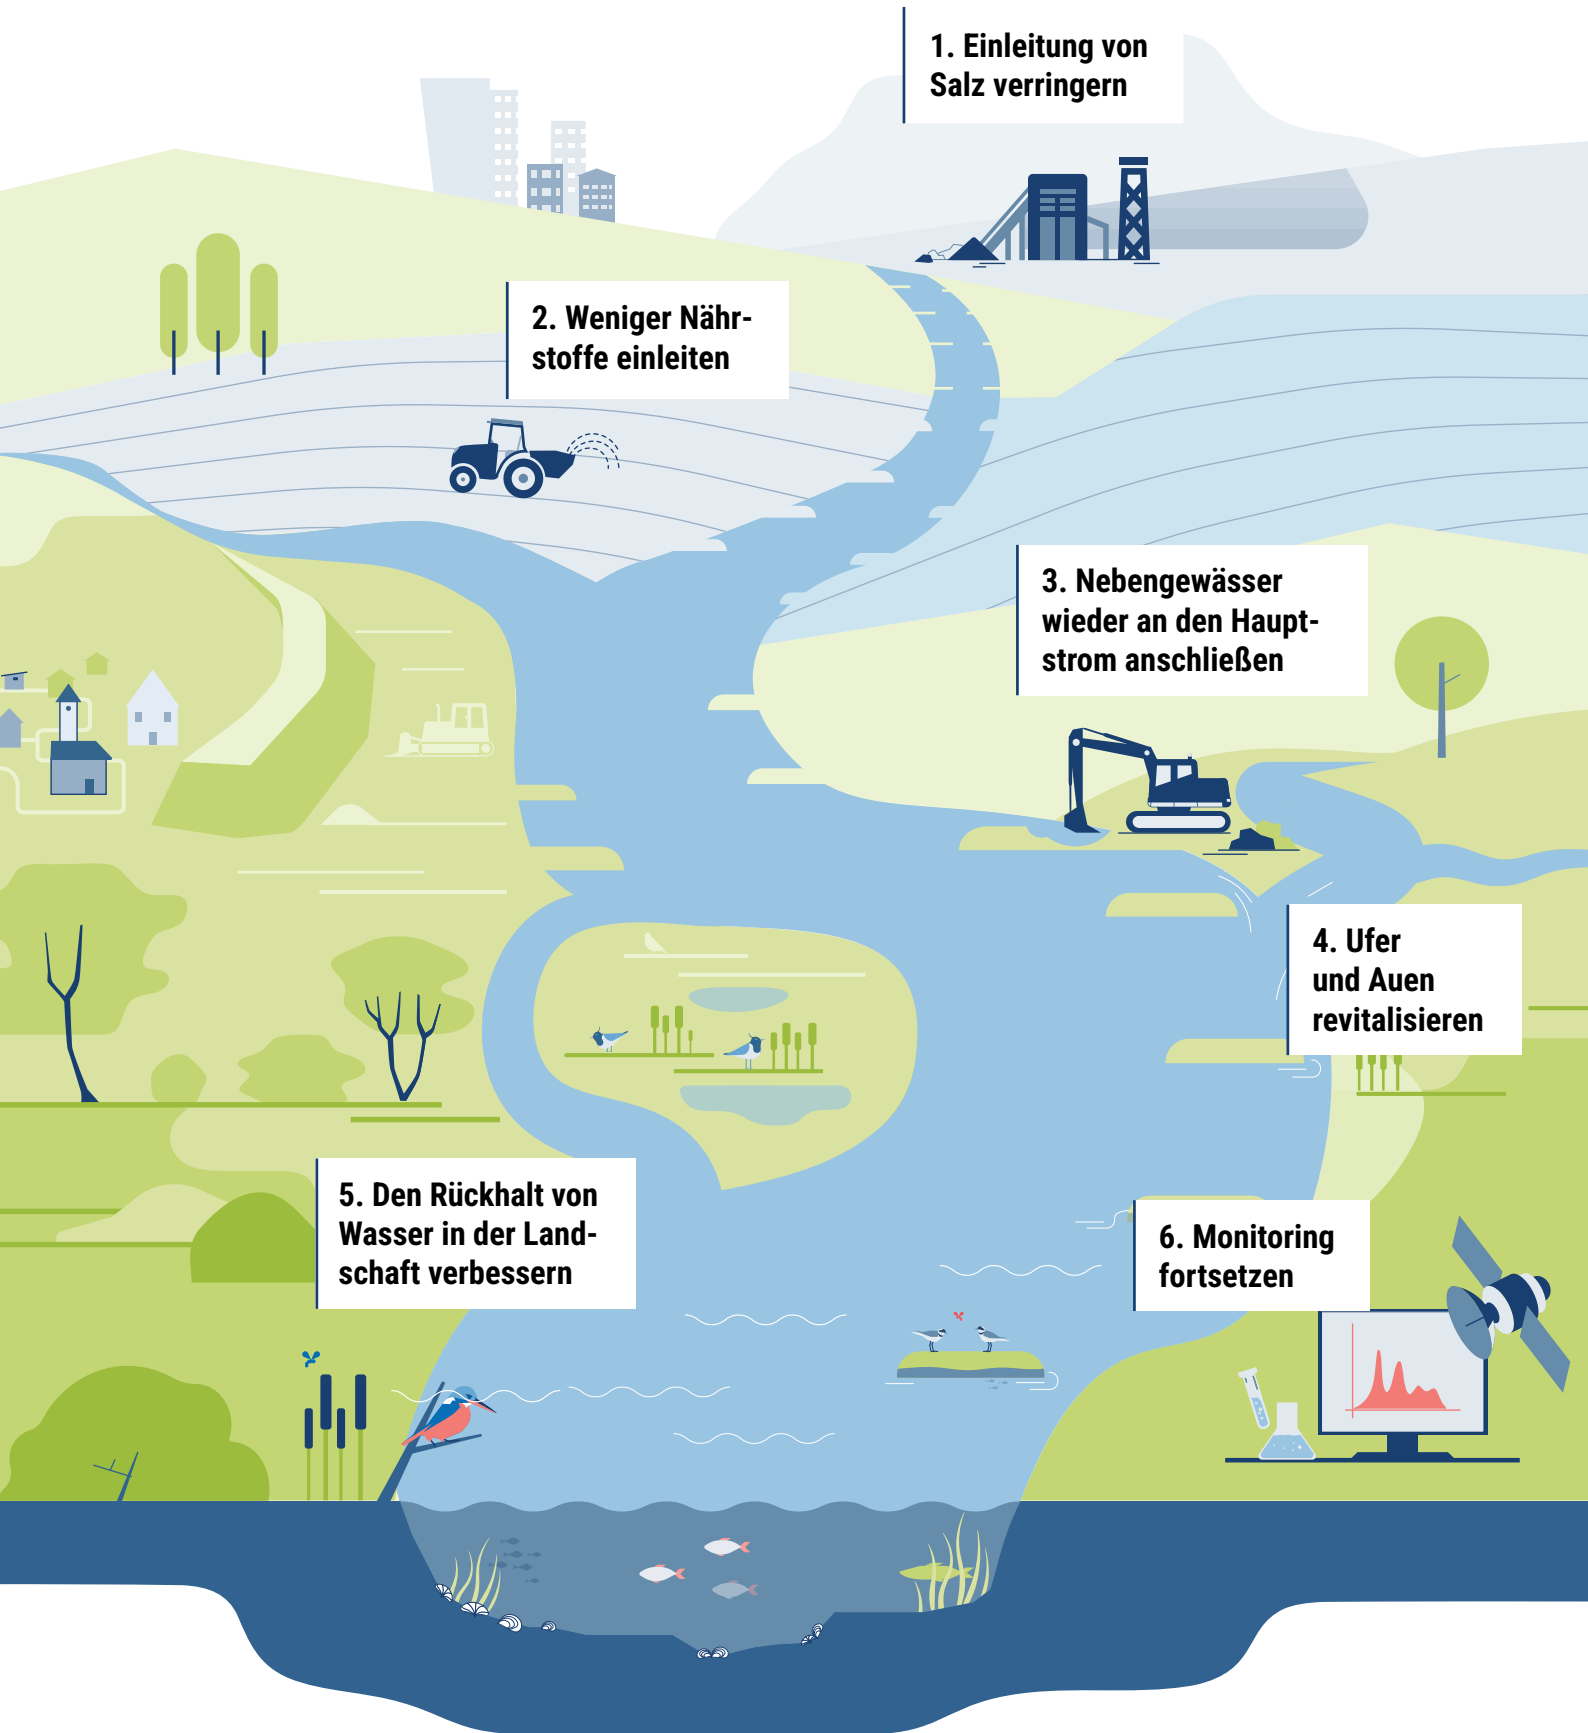 1. Einleitung von
Salz verringern
2. Weniger Nähr-
stoffe einleiten
3. Nebengewässer
wieder an den Haupt-
strom anschließen
4. Ufer
und Auen
revitalisieren
5. Den Rückhalt von
Wasser in der Land-
schaft verbessern
6. Monitoring
fortsetzen